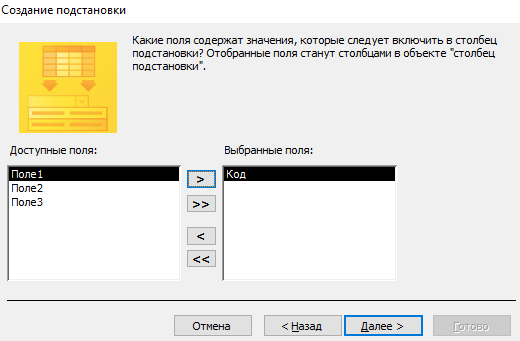 Создание подстановки
Какие поля содержат значения, которые следует включить в столбец
подстановки? Отобранные поля станут столбцами в объекте "столбец
подстановки".
Доступные поля:
Выбранные поля:
Поле1
Поле2
Поле3
>
>>
<
<<
Код
Отмена
< Назад
Далее >
Готово